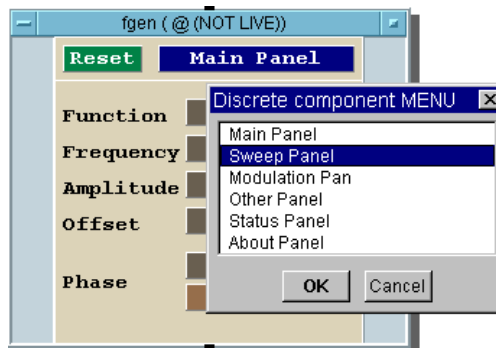 fgen ( @ (NOT LIVE))
Reset Main Panel
Discrete component MENU
Function
Frequency
Amplitude
Offset
Phase
Main Panel
Sweep Panel
Modulation Pan
Other Panel
Status Panel
About Panel
OK Cancel